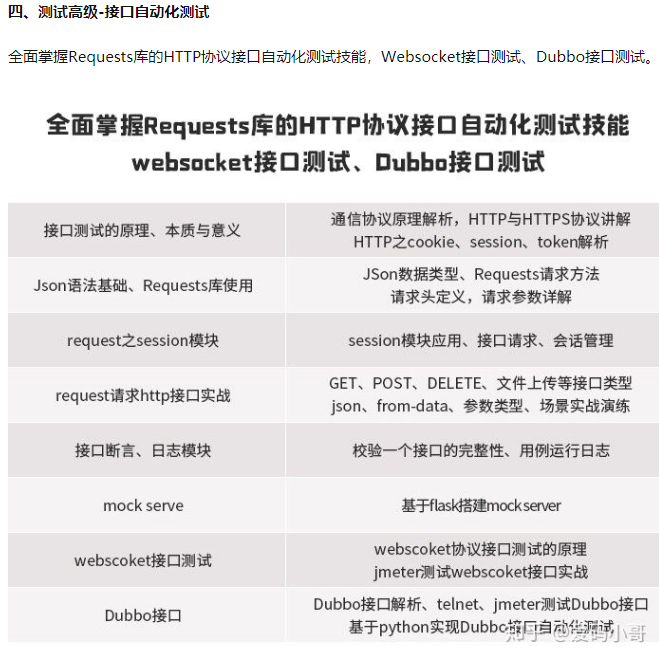 四、测试高级-接口自动化测试
全面掌握Requests库的HTTP协议接口自动化测试技能，Websocket接口测试、Dubbo接口测试。
全面掌握Requests库的HTTP协议接口自动化测试技能
websocket接口测试、Dubbo接口测试
接口测试的原理、本质与意义
通信协议原理解析，HTTP与HTTPS协议讲解
HTTP之cookie、session、token解析
Json语法基础、Requests库使用
JSon数据类型、Requests请求方法
请求头定义，请求参数详解
request之session模块
session模块应用、接口请求、会话管理
request请求http接口实战
GET、POST、DELETE、文件上传等接口类型
json、from-data、参数类型、场景实战演练
接口断言、日志模块
校验一个接口的完整性、用例运行日志
mock serve
基于flask搭建mock server
webscoket接口测试
webscoket协议接口测试的原理
jmeter测试webscoket接口实战
Dubbo接口
Dubbo接口解析、telnet、jmeter测试Dubbo接口
基于python实现Dubbo接口自动化测试
知乎 @爱码小哥